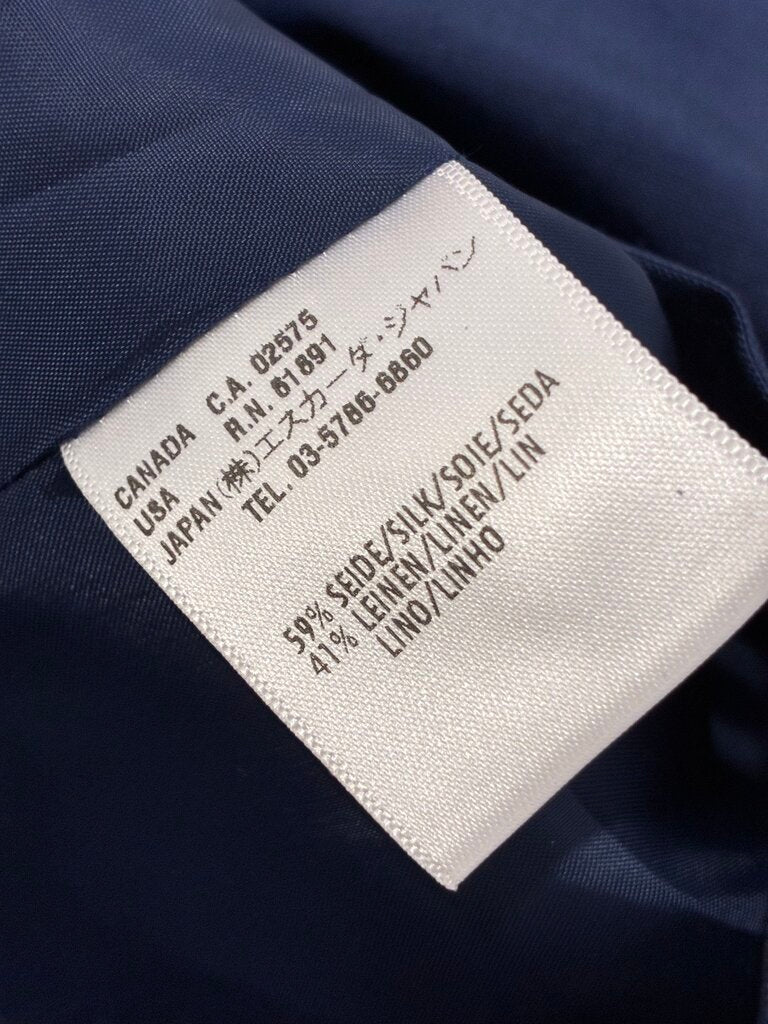 CANADA C.A. 02575
USA R.N. 61891
JAPAN (株)エスカーダ・ジャパン
TEL. 03-5786-6860
59% SEIDE/SILK/SOIE/SEDA
41% LEINEN/LINEN/LIN
LINO/LINHO